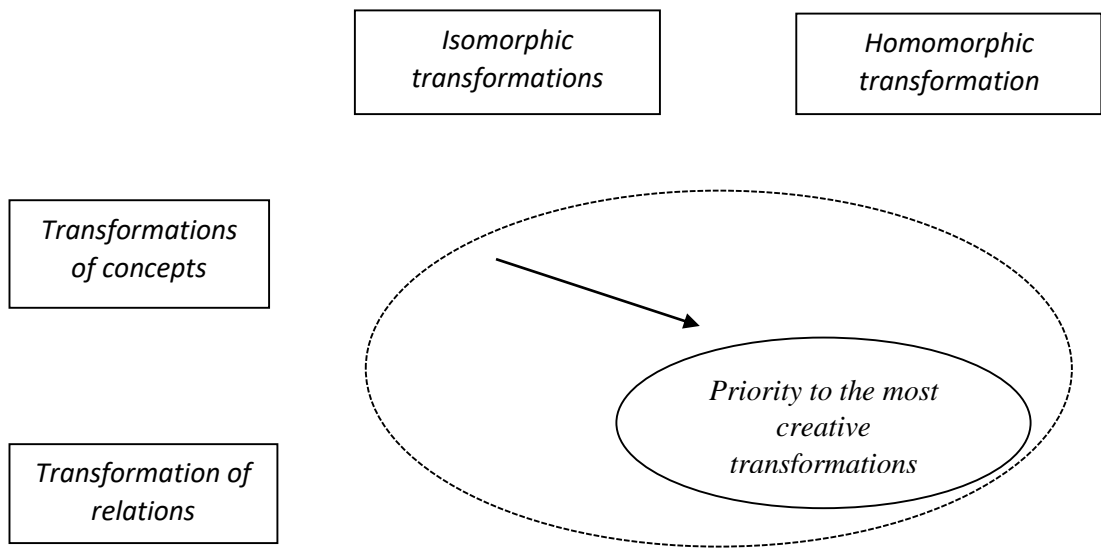 Isomorphic
transformations
Homomorphic
transformation
Transformations
of concepts
Priority to the most
creative
transformations
Transformation of
relations